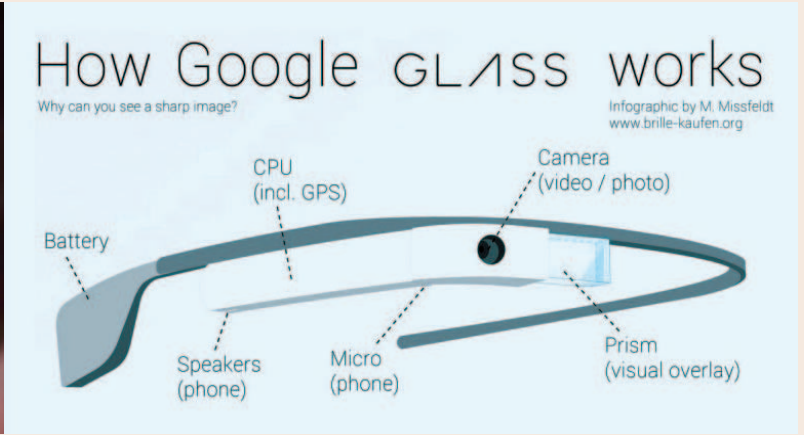 How Google GLASS works
Why can you see a sharp image?
Infographic by M. Missfeldt
www.brille-kaufen.org
Camera
(video / photo)
CPU
(incl. GPS)
Battery
Speakers
(phone)
Micro
(phone)
Prism
(visual overlay)